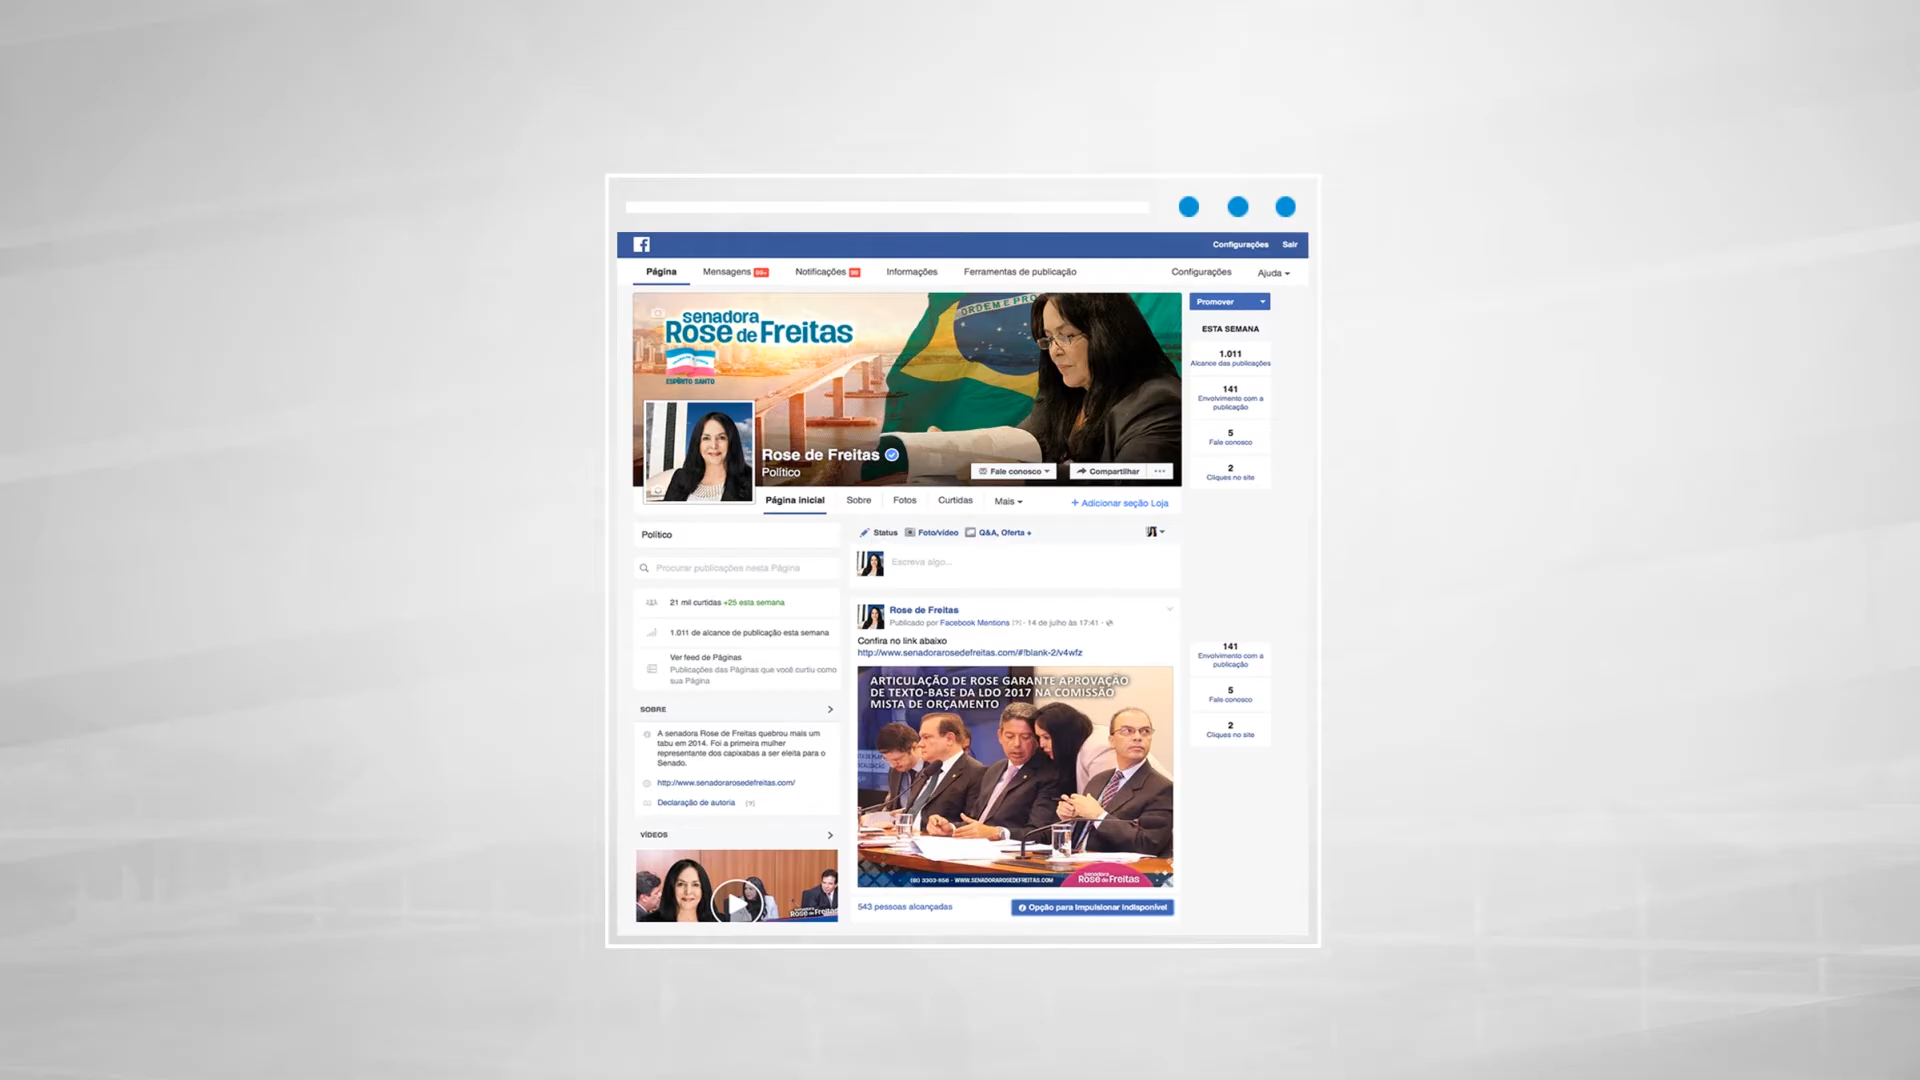 Configurações Sair
Página Mensagens 99+ Notificações 98 Informações Ferramentas de publicação Configurações Ajuda
ORDEM E PRO
senadora
Rose de Freitas
ESPÍRITO SANTO
Rose de Freitas
Político
Fale conosco Compartilhar ...
Página inicial Sobre Fotos Curtidas Mais + Adicionar seção Loja
Promover
ESTA SEMANA
1.011
Alcance das publicações
141
Envolvimento com a
publicação
5
Fale conosco
2
Cliques no site
Político
Procurar publicações nesta Página
21 mil curtidas +25 esta semana
1.011 de alcance de publicação esta semana
Ver feed de Páginas
Publicações das Páginas que você curtiu como
sua Página
SOBRE
A senadora Rose de Freitas quebrou mais um
tabu em 2014. Foi a primeira mulher
representante dos capixabas a ser eleita para o
Senado.
http://www.senadorarosedefreitas.com/
Declaração de autoria [?]
VÍDEOS
Rose de Freitas
Status Foto/vídeo Q&A, Oferta +
Escreva algo...
Rose de Freitas
Publicado por Facebook Mentions [?] · 14 de julho às 17:41 ·
Confira no link abaixo
http://www.senadorarosedefreitas.com/#!blank-2/v4wfz
ARTICULAÇÃO DE ROSE GARANTE APROVAÇÃO
DE TEXTO-BASE DA LDO 2017 NA COMISSÃO
MISTA DE ORÇAMENTO
WWW.SENADORAROSEDEFREITAS.COM
senadora
Rose de Freitas
543 pessoas alcançadas Opção para impulsionar indisponível
141
Envolvimento com a
publicação
5
Fale conosco
2
Cliques no site